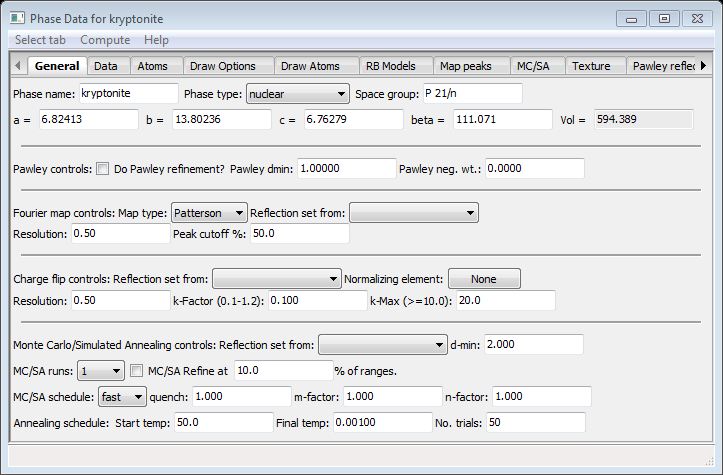 Phase Data for kryptonite
Select tab Compute Help
General Data Atoms Draw Options Draw Atoms RB Models Map peaks MC/SA Texture Pawley reflec
Phase name: kryptonite Phase type: nuclear Space group: P 21/n
a = 6.82413 b = 13.80236 c = 6.76279 beta = 111.071 Vol = 594.389
Pawley controls: Do Pawley refinement? Pawley dmin: 1.00000 Pawley neg. wt.: 0.0000
Fourier map controls: Map type: Patterson Reflection set from:
Resolution: 0.50 Peak cutoff %: 50.0
Charge flip controls: Reflection set from: Normalizing element: None
Resolution: 0.50 k-Factor (0.1-1.2): 0.100 k-Max (>=10.0): 20.0
Monte Carlo/Simulated Annealing controls: Reflection set from: d-min: 2.000
MC/SA runs: 1 MC/SA Refine at 10.0 % of ranges.
MC/SA schedule: fast quench: 1.000 m-factor: 1.000 n-factor: 1.000
Annealing schedule: Start temp: 50.0 Final temp: 0.00100 No. trials: 50